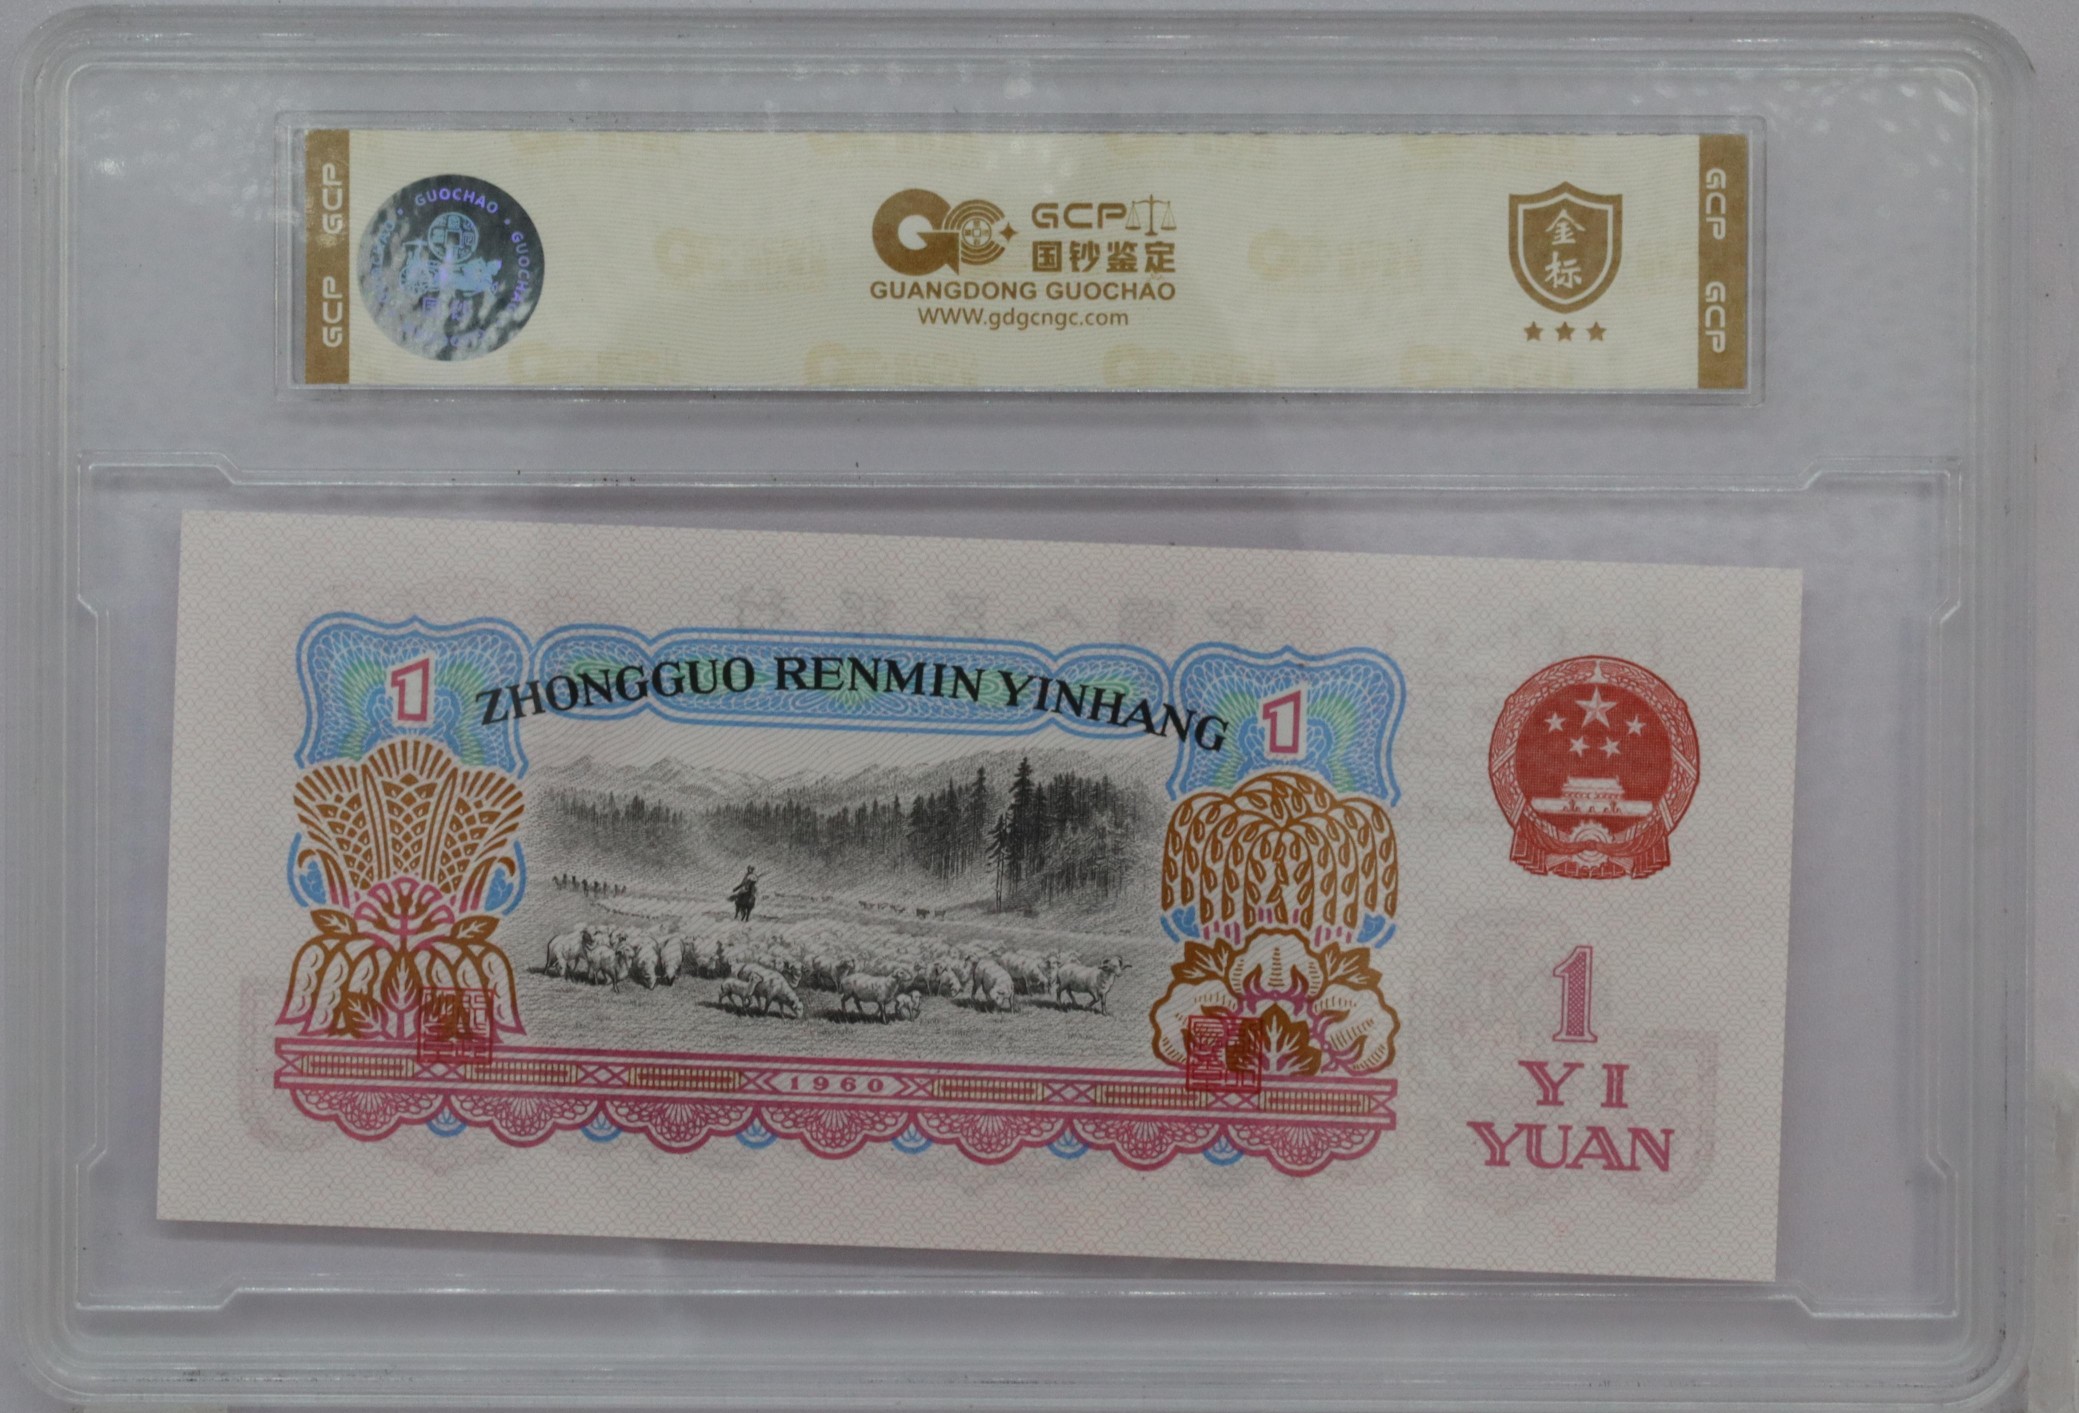 GCP GCP
GUOCHAO · GUOCHAO
GCP
国钞鉴定
GUANGDONG GUOCHAO
WWW.gdgcngc.com
金标
GCP GCP
1
ZHONGGUO RENMIN YINHANG
1
1960
1
YI
YUAN